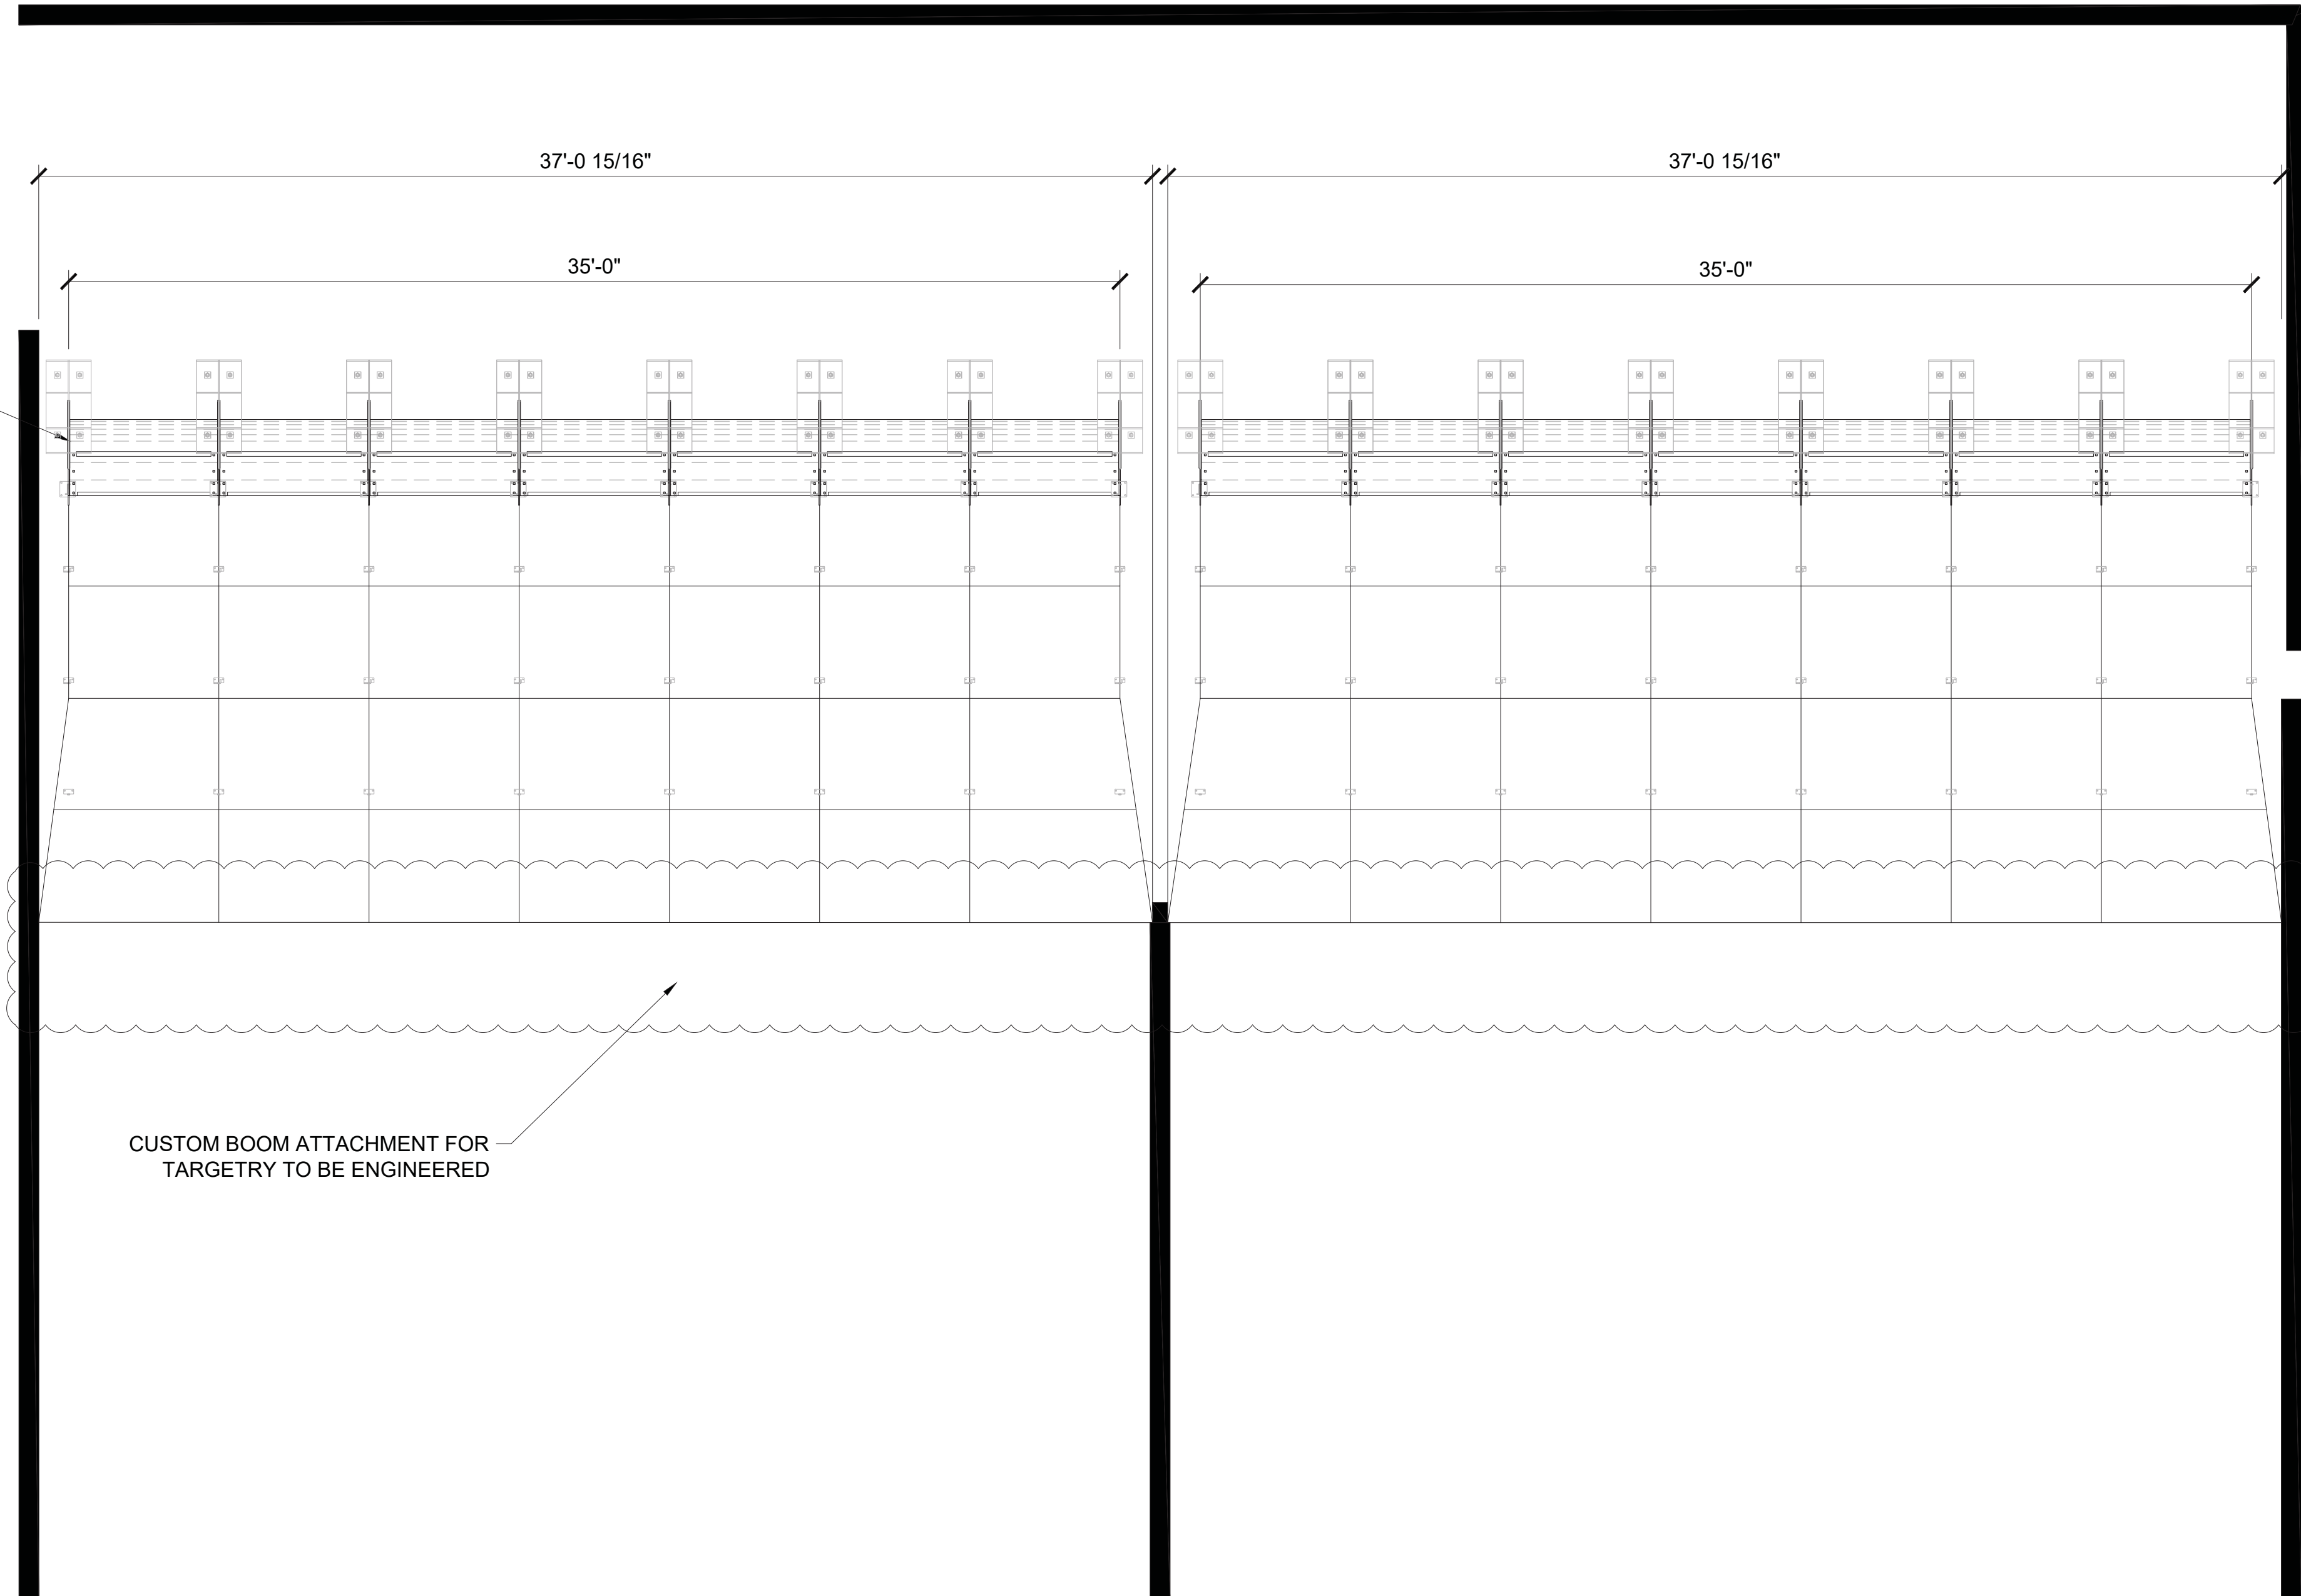 37'-0 15/16"
37'-0 15/16"
35'-0"
35'-0"
CUSTOM BOOM ATTACHMENT FOR
TARGETRY TO BE ENGINEERED